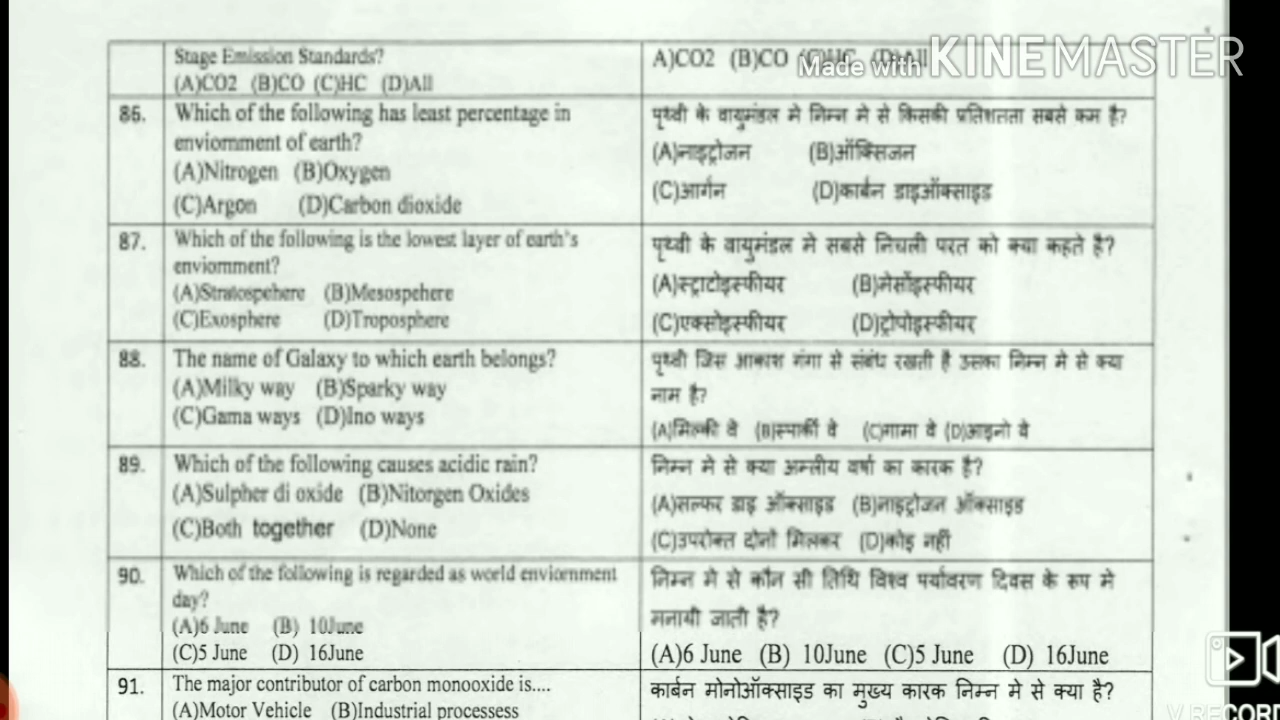 Stage Emission Standards?
(A)CO2 (B)CO (C)HC (D)All
A)CO2 (B)CO (C)HC (D)All
Made with KINEMASTER
86. Which of the following has least percentage in
enviornment of earth?
(A)Nitrogen (B)Oxygen
(C)Argon (D)Carbon dioxide
पृथ्वी के वायुमंडल मे निम्न मे से किसकी प्रतिशतता सबसे कम है?
(A)नाइट्रोजन (B)ऑक्सिजन
(C)आर्गन (D)कार्बन डाइऑक्साइड
87. Which of the following is the lowest layer of earth's
enviornment?
(A)Stratospehere (B)Mesospehere
(C)Exosphere (D)Troposphere
पृथ्वी के वायुमंडल मे सबसे निचली परत को क्या कहते है?
(A)स्ट्राटोइस्फीयर (B)मेसोंइस्फीयर
(C)एक्सोइस्फीयर (D)ट्रोपोइस्फीयर
88. The name of Galaxy to which earth belongs?
(A)Milky way (B)Sparky way
(C)Gama ways (D)Ino ways
पृथ्वी जिस आकाश गंगा से संबंध रखती है उसका निम्न मे से क्या
नाम है?
(A)मिल्की वे (B)स्पार्की वे (C)गामा वे (D)आइनो वे
89. Which of the following causes acidic rain?
(A)Sulpher di oxide (B)Nitorgen Oxides
(C)Both together (D)None
निम्न मे से क्या अम्लीय वर्षा का कारक है?
(A)सल्फर डाइ ऑक्साइड (B)नाइट्रोजन ऑक्साइड
(C)उपरोक्त दोनों मिलकर (D)कोइ नहीं
90. Which of the following is regarded as world enviornment
day?
(A)6 June (B) 10June
(C)5 June (D) 16June
निम्न मे से कौन सी तिथि विश्व पर्यावरण दिवस के रूप मे
मनायी जाती है?
(A)6 June (B) 10June (C)5 June (D) 16June
91. The major contributor of carbon monooxide is....
(A)Motor Vehicle (B)Industrial processess
कार्बन मोनोऑक्साइड का मुख्य कारक निम्न मे से क्या है?